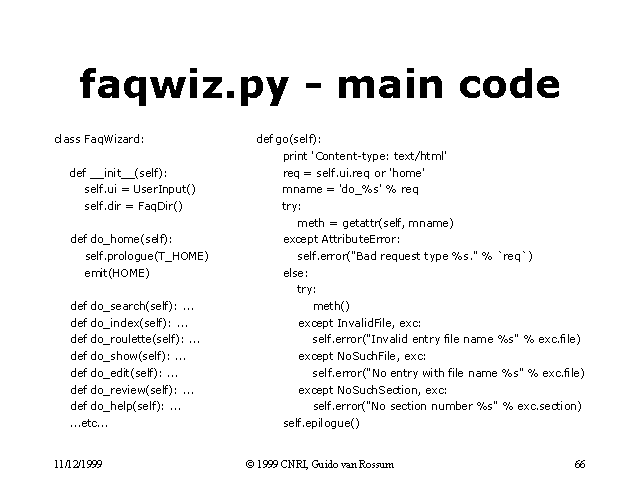 faqwiz.py - main code
class FaqWizard:
def __init__(self):
self.ui = UserInput()
self.dir = FaqDir()
def do_home(self):
self.prologue(T_HOME)
emit(HOME)
def do_search(self): ...
def do_index(self): ...
def do_roulette(self): ...
def do_show(self): ...
def do_edit(self): ...
def do_review(self): ...
def do_help(self): ...
...etc...
def go(self):
print 'Content-type: text/html'
req = self.ui.req or 'home'
mname = 'do_%s' % req
try:
meth = getattr(self, mname)
except AttributeError:
self.error("Bad request type %s." % `req`)
else:
try:
meth()
except InvalidFile, exc:
self.error("Invalid entry file name %s" % exc.file)
except NoSuchFile, exc:
self.error("No entry with file name %s" % exc.file)
except NoSuchSection, exc:
self.error("No section number %s" % exc.section)
self.epilogue()
11/12/1999
© 1999 CNRI, Guido van Rossum
66